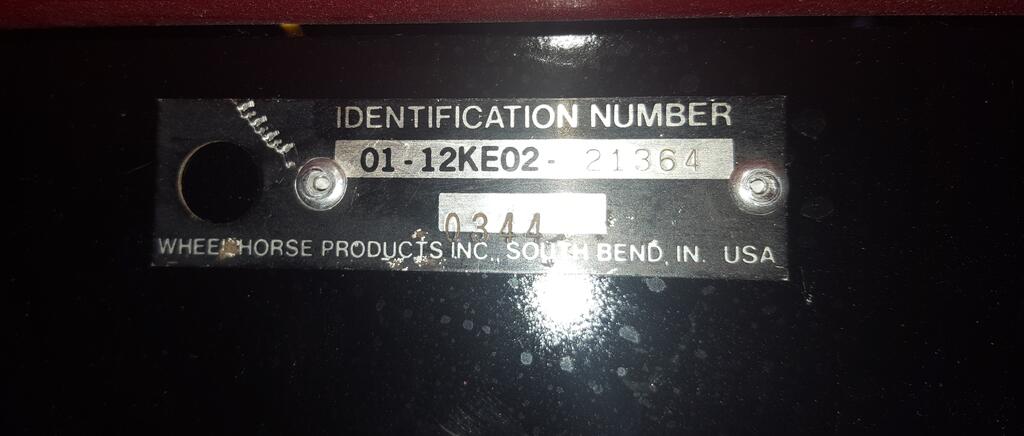 IDENTIFICATION NUMBER
01-12KE02- 21364
0344
WHEEL HORSE PRODUCTS INC., SOUTH BEND, IN. USA